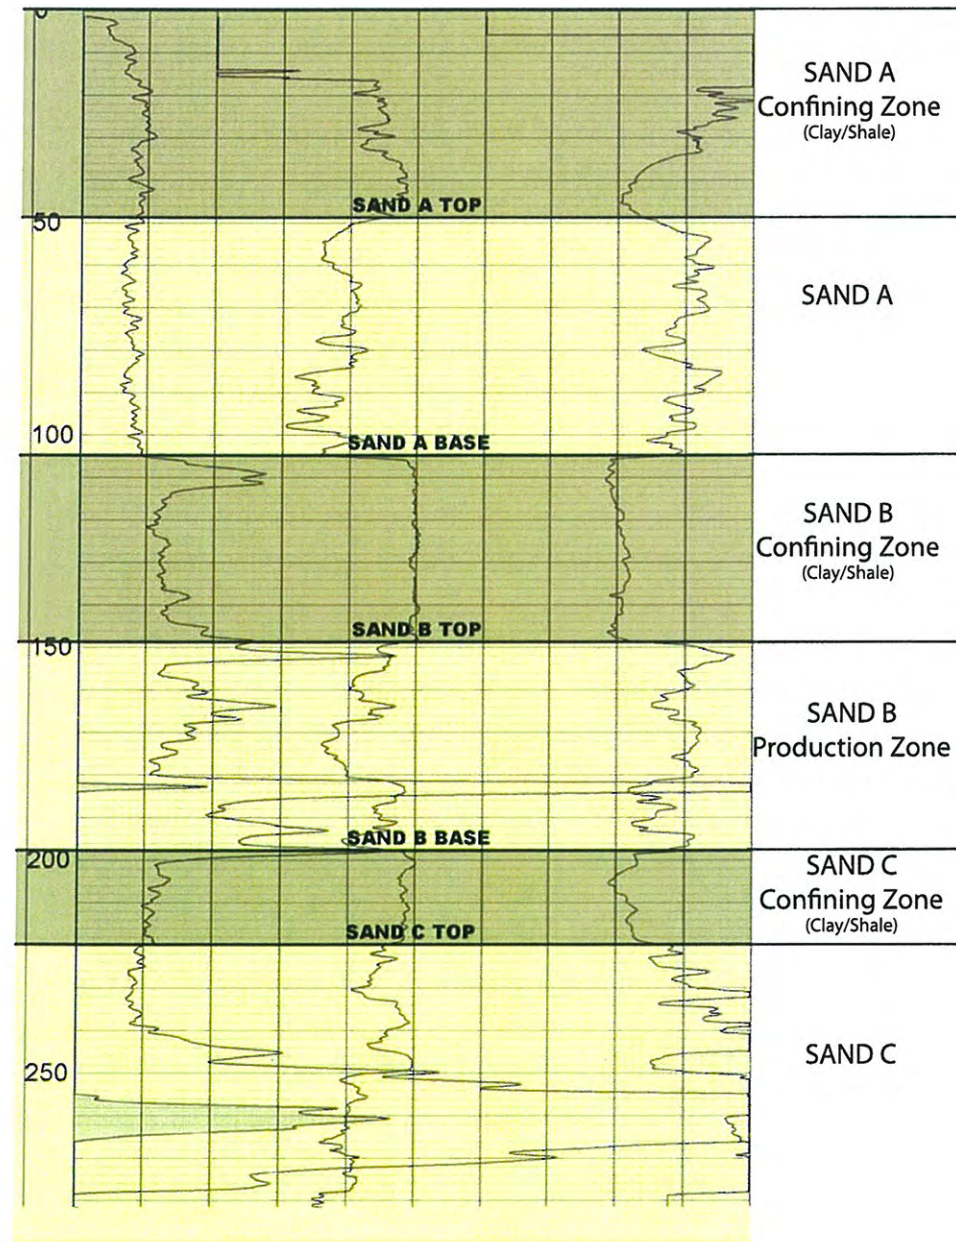 0
SAND A
Confining Zone
(Clay/Shale)
SAND A TOP
50
SAND A
100
SAND A BASE
SAND B
Confining Zone
(Clay/Shale)
SAND B TOP
150
SAND B
Production Zone
SAND B BASE
200
SAND C
Confining Zone
(Clay/Shale)
SAND C TOP
250
SAND C